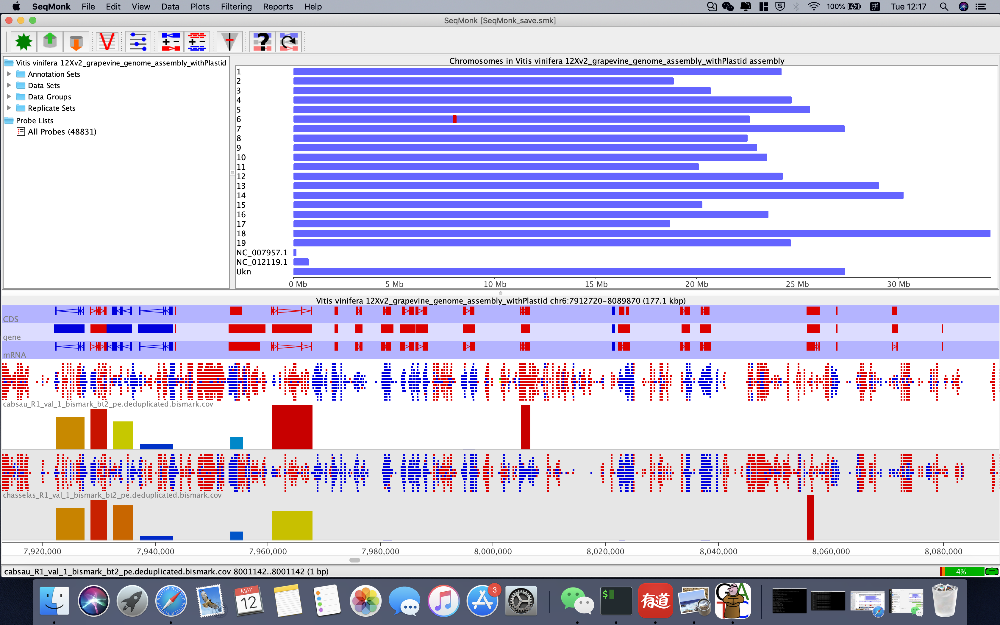 SeqMonk File Edit View Data Plots Filtering Reports Help 100% 拼 Tue 12:17
SeqMonk [SeqMonk_save.smk]
Vitis vinifera 12Xv2_grapevine_genome_assembly_withPlastid
Annotation Sets
Data Sets
Data Groups
Replicate Sets
Probe Lists
All Probes (48831)
Chromosomes in Vitis vinifera 12Xv2_grapevine_genome_assembly_withPlastid assembly
1
2
3
4
5
6
7
8
9
10
11
12
13
14
15
16
17
18
19
NC_007957.1
NC_012119.1
Ukn
0 Mb 5 Mb 10 Mb 15 Mb 20 Mb 25 Mb 30 Mb
Vitis vinifera 12Xv2_grapevine_genome_assembly_withPlastid chr6:7912720-8089870 (177.1 kbp)
CDS
gene
mRNA
cabsau_R1_val_1_bismark_bt2_pe.deduplicated.bismark.cov
chasselas_R1_val_1_bismark_bt2_pe.deduplicated.bismark.cov
7,920,000 7,940,000 7,960,000 7,980,000 8,000,000 8,020,000 8,040,000 8,060,000 8,080,000
cabsau_R1_val_1_bismark_bt2_pe.deduplicated.bismark.cov 8001142..8001142 (1 bp)
4%
MAY
12
3
$
有道
G A
T C